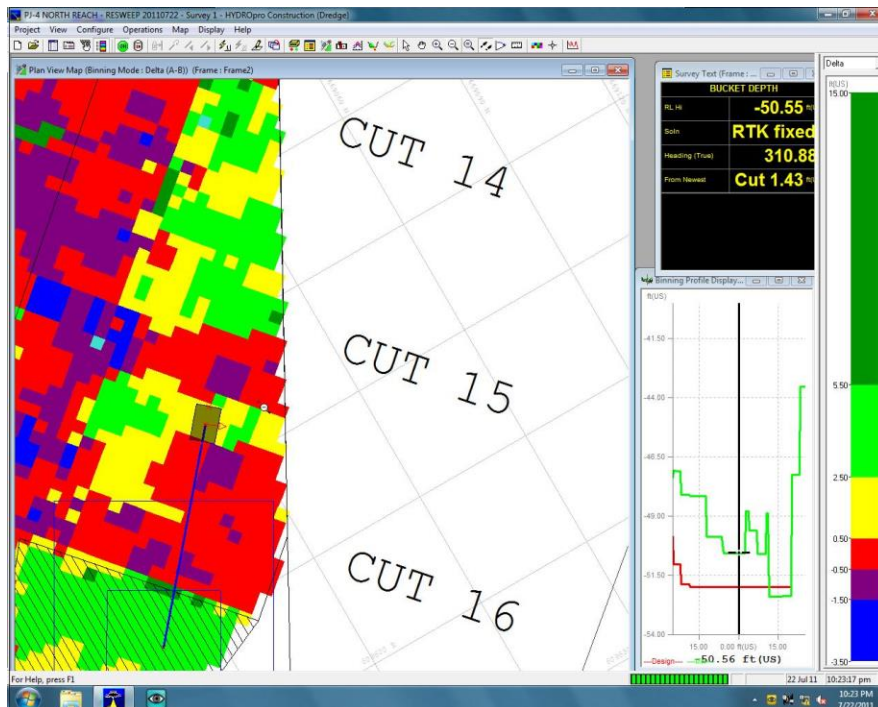 PJ-4 NORTH REACH - RESWEEP 20110722 - Survey 1 - HYDROpro Construction (Dredge)
Project View Configure Operations Map Display Help
Plan View Map (Binning Mode : Delta (A-B)) (Frame : Frame2)
CUT 14
CUT 15
CUT 16
Survey Text (Frame : ...
BUCKET DEPTH
RL Hi -50.55
Soln RTK fixed
Heading (True) 310.88
From Newest Cut 1.43
Binning Profile Display...
ft(US)
-41.50
-44.00
-46.50
-49.00
-51.50
-54.00
15.00 0.00 ft(US) 15.00
Design
-50.56 ft(US)
Delta
ft(US)
15.00
5.50
2.50
0.50
-0.50
-1.50
-3.50
For Help, press F1
22 Jul 11 10:23:17 pm
10:23 PM
7/22/2011